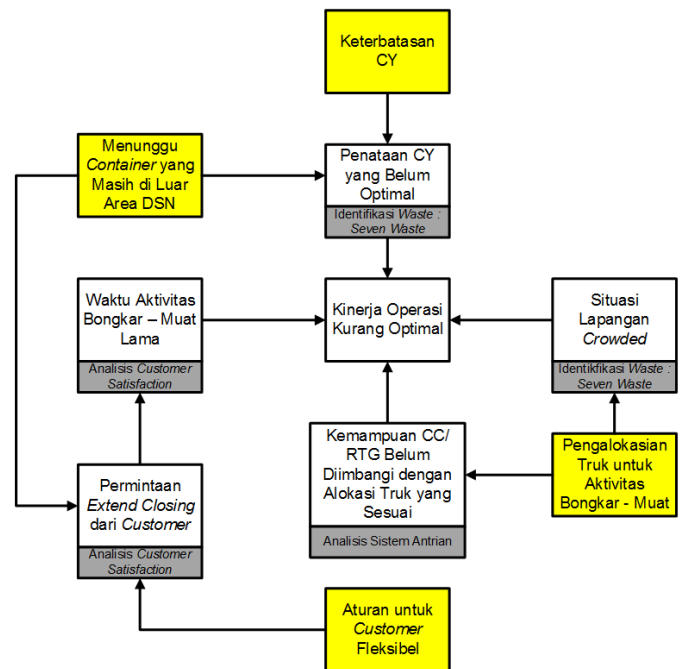 Keterbatasan
CY
Menunggu
Container yang
Masih di Luar
Area DSN
Penataan CY
yang Belum
Optimal
Identifikasi Waste :
Seven Waste
Waktu Aktivitas
Bongkar – Muat
Lama
Analisis Customer
Satisfaction
Kinerja Operasi
Kurang Optimal
Situasi
Lapangan
Crowded
Identikfikasi Waste :
Seven Waste
Permintaan
Extend Closing
dari Customer
Analisis Customer
Satisfaction
Kemampuan CC/
RTG Belum
Diimbangi dengan
Alokasi Truk yang
Sesuai
Analisis Sistem Antrian
Pengalokasian
Truk untuk
Aktivitas
Bongkar - Muat
Aturan untuk
Customer
Fleksibel